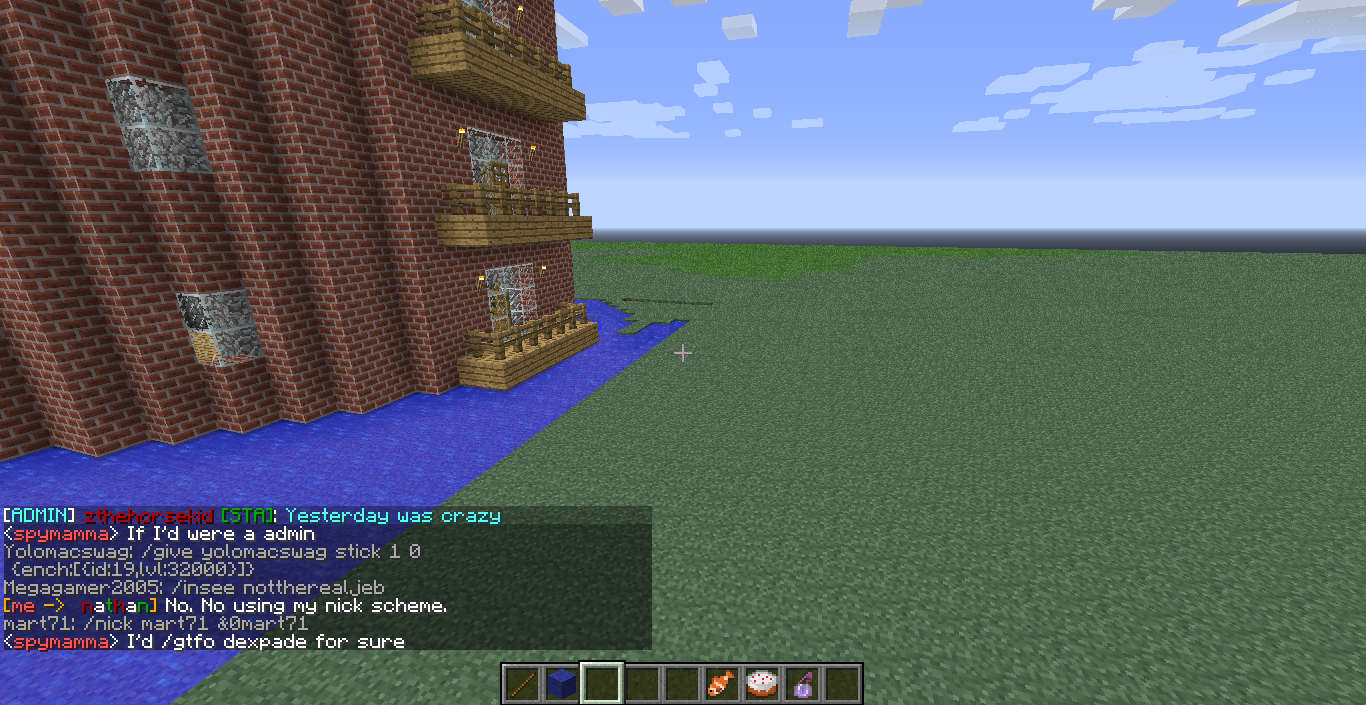 [ADMIN] zthehorsekid [STA]: Yesterday was crazy
<spymamma> If I'd were a admin
Yolomacswag: /give yolomacswag stick 1 0
{ench:[{id:19,lvl:32000}]}
Megagamer2005: /insee nottherealjeb
[me -> nathan] No. No using my nick scheme.
mart71: /nick mart71 &0mart71
<spymamma> I'd /gtfo dexpade for sure